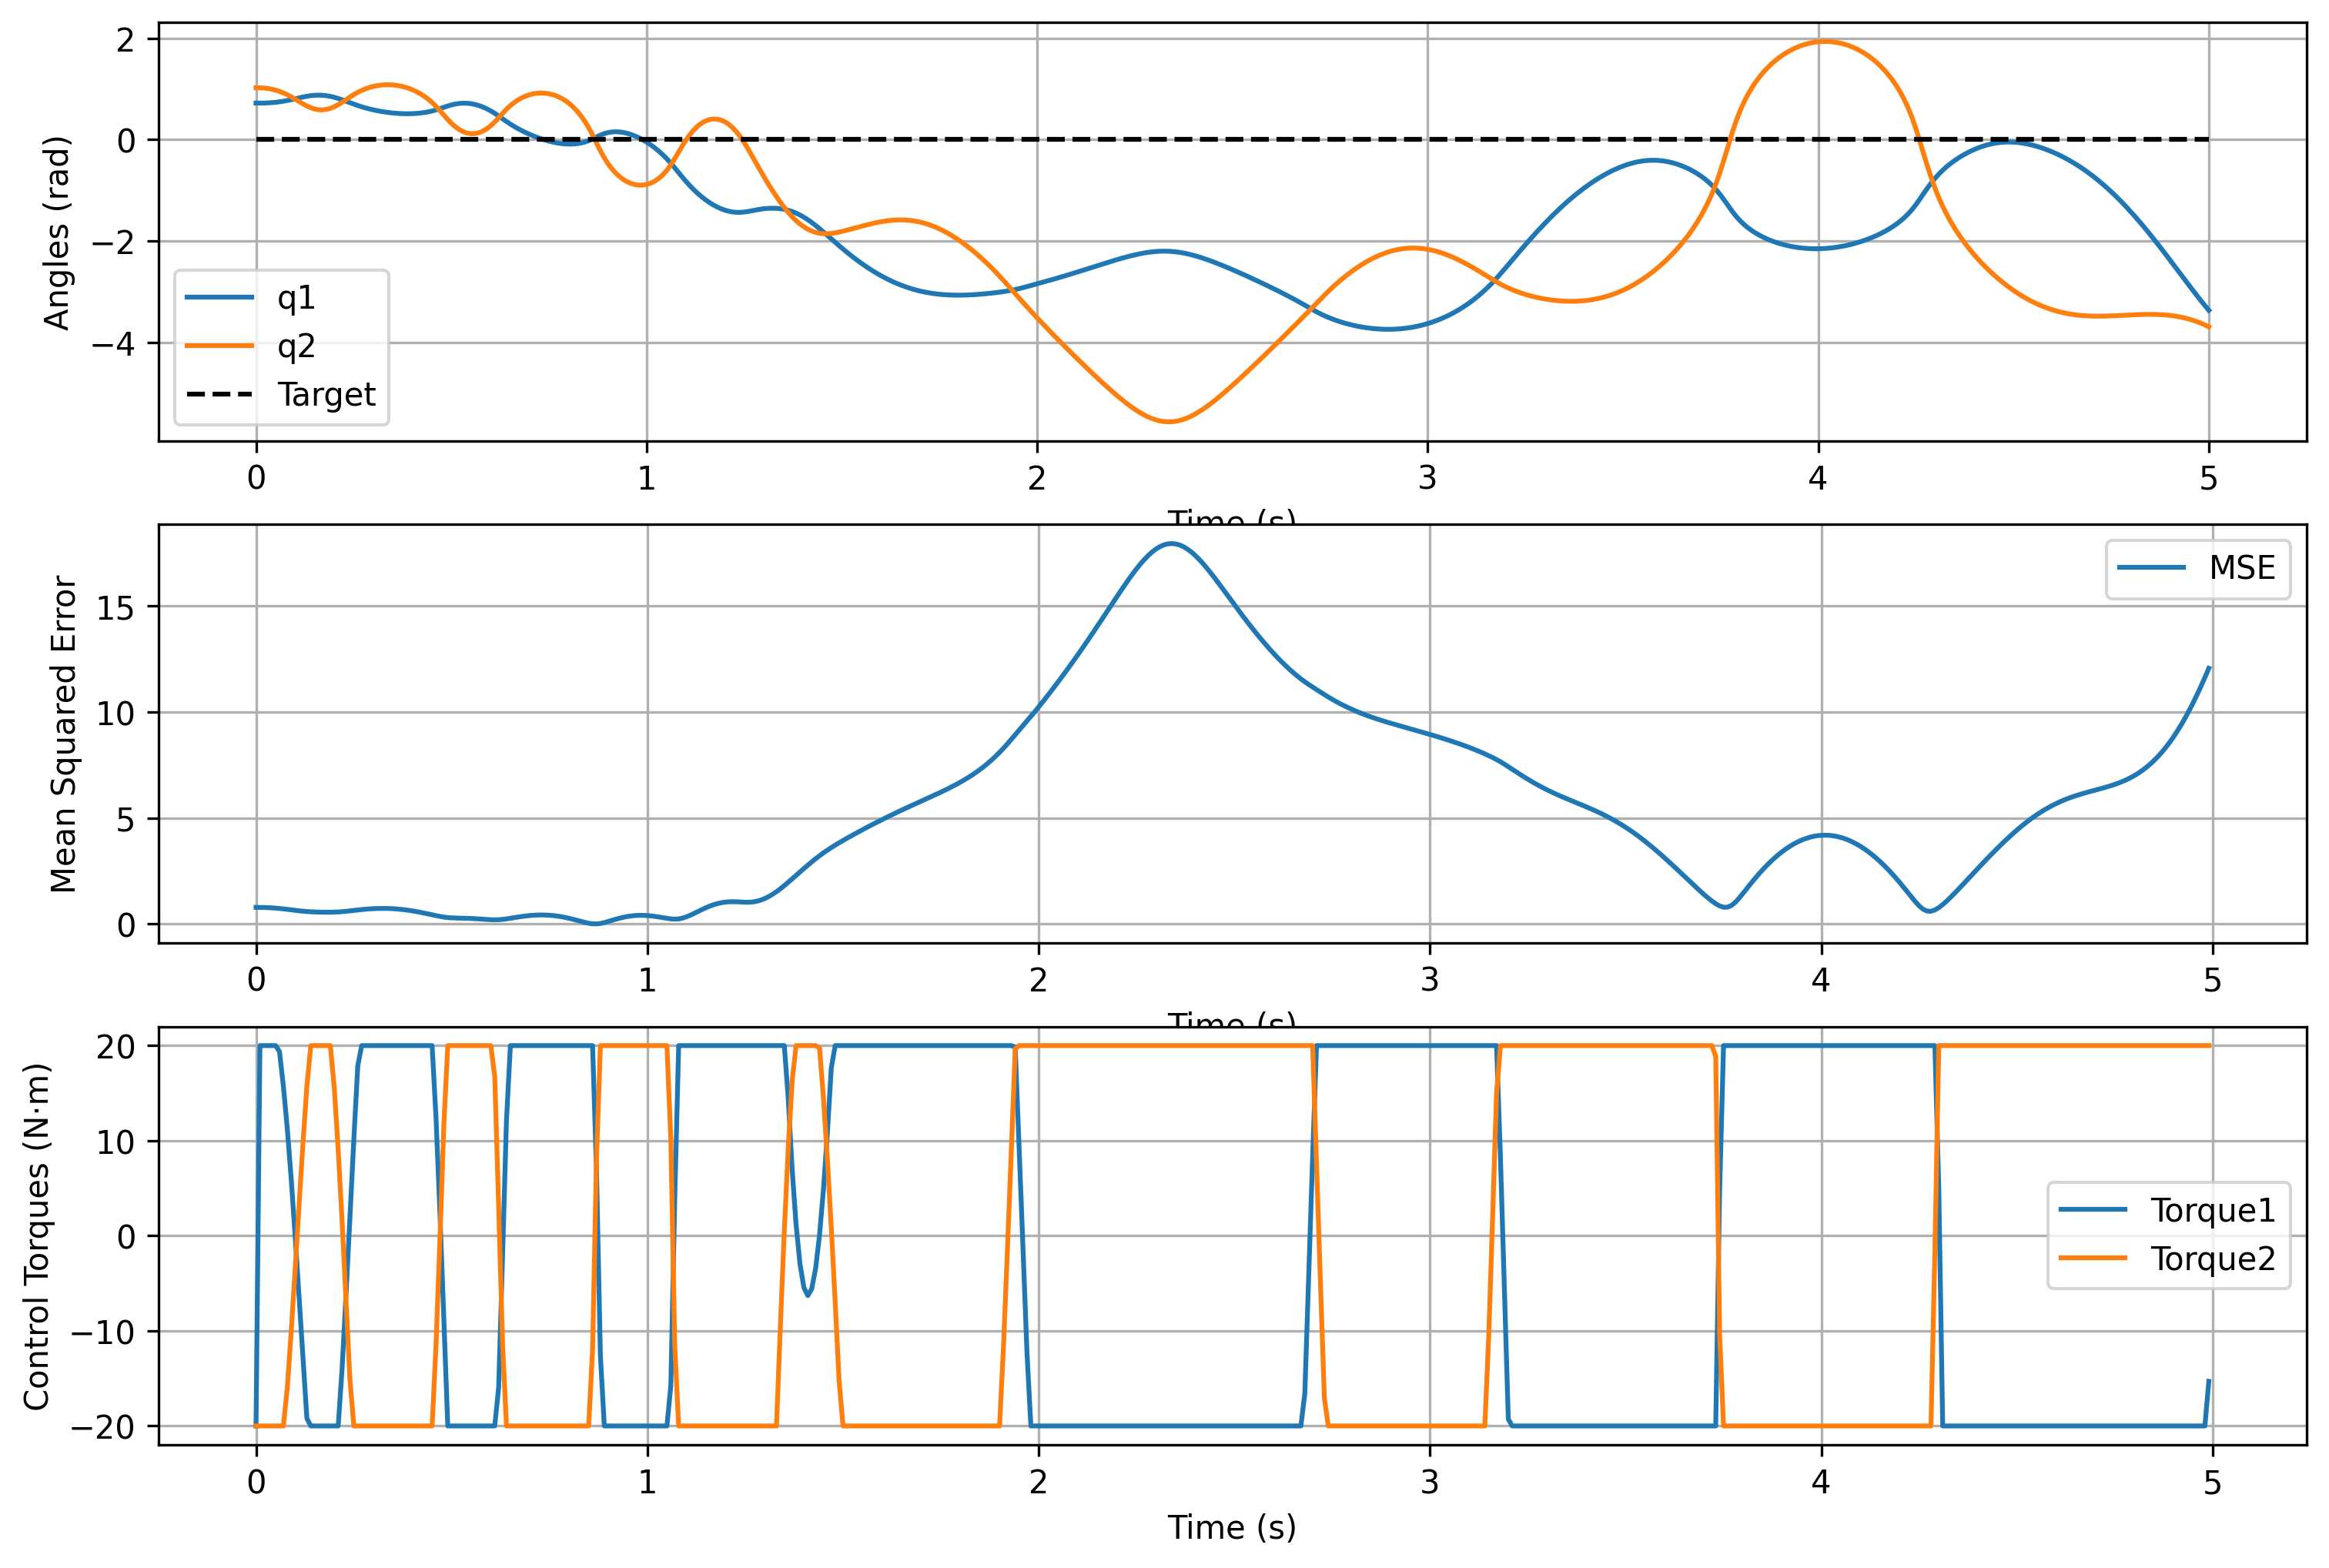 Angles (rad)
2
0
−2
−4
q1
q2
Target
0 1 2 3 4 5
Time (s)
Mean Squared Error
15
10
5
0
MSE
0 1 2 3 4 5
Time (s)
Control Torques (N·m)
20
10
0
−10
−20
Torque1
Torque2
0 1 2 3 4 5
Time (s)